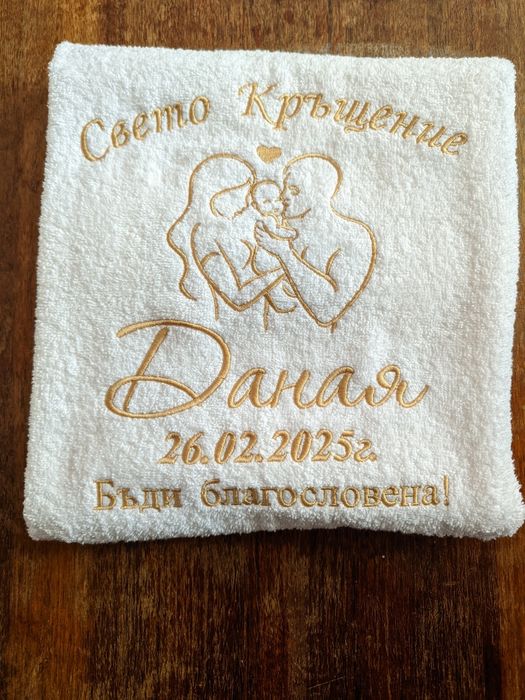 Свето Кръщение
Даная
26.02.2025г.
Бъди благословена!